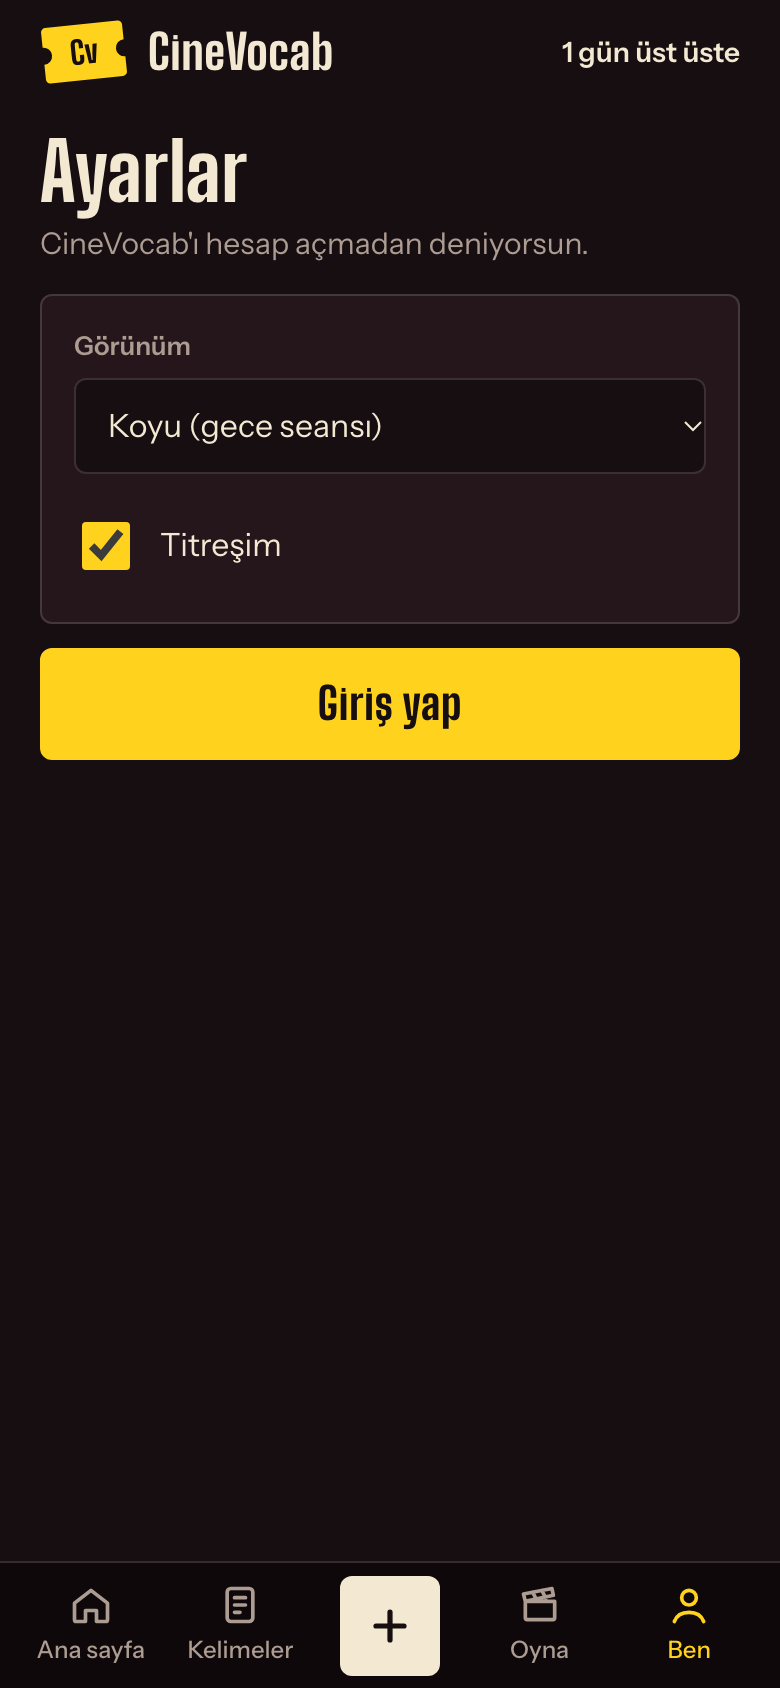 Cv CineVocab
1 gün üst üste
Ayarlar
CineVocab'ı hesap açmadan deniyorsun.
Görünüm
Koyu (gece seansı)
Titreşim
Giriş yap
Ana sayfa
Kelimeler
Oyna
Ben